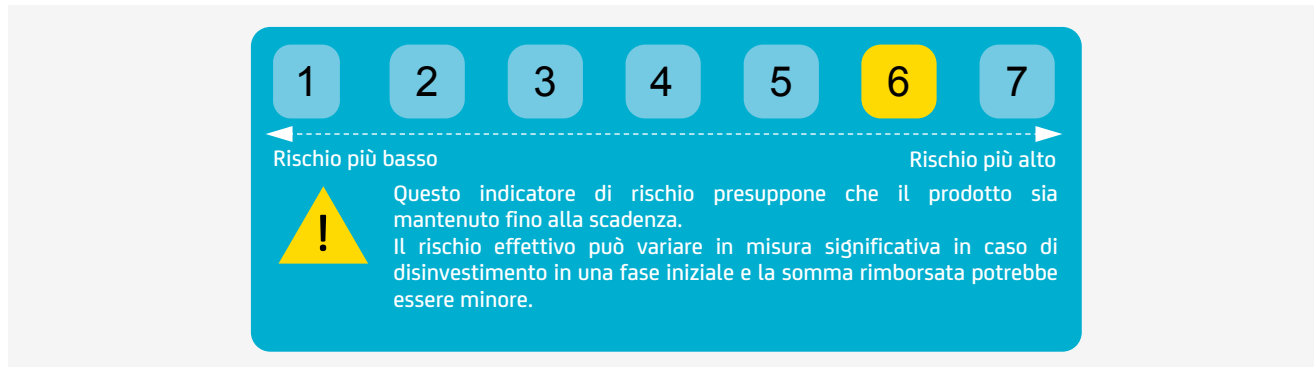 1 2 3 4 5 6 7
Rischio più basso Rischio più alto
!
Questo indicatore di rischio presuppone che il prodotto sia
mantenuto fino alla scadenza.
Il rischio effettivo può variare in misura significativa in caso di
disinvestimento in una fase iniziale e la somma rimborsata potrebbe
essere minore.